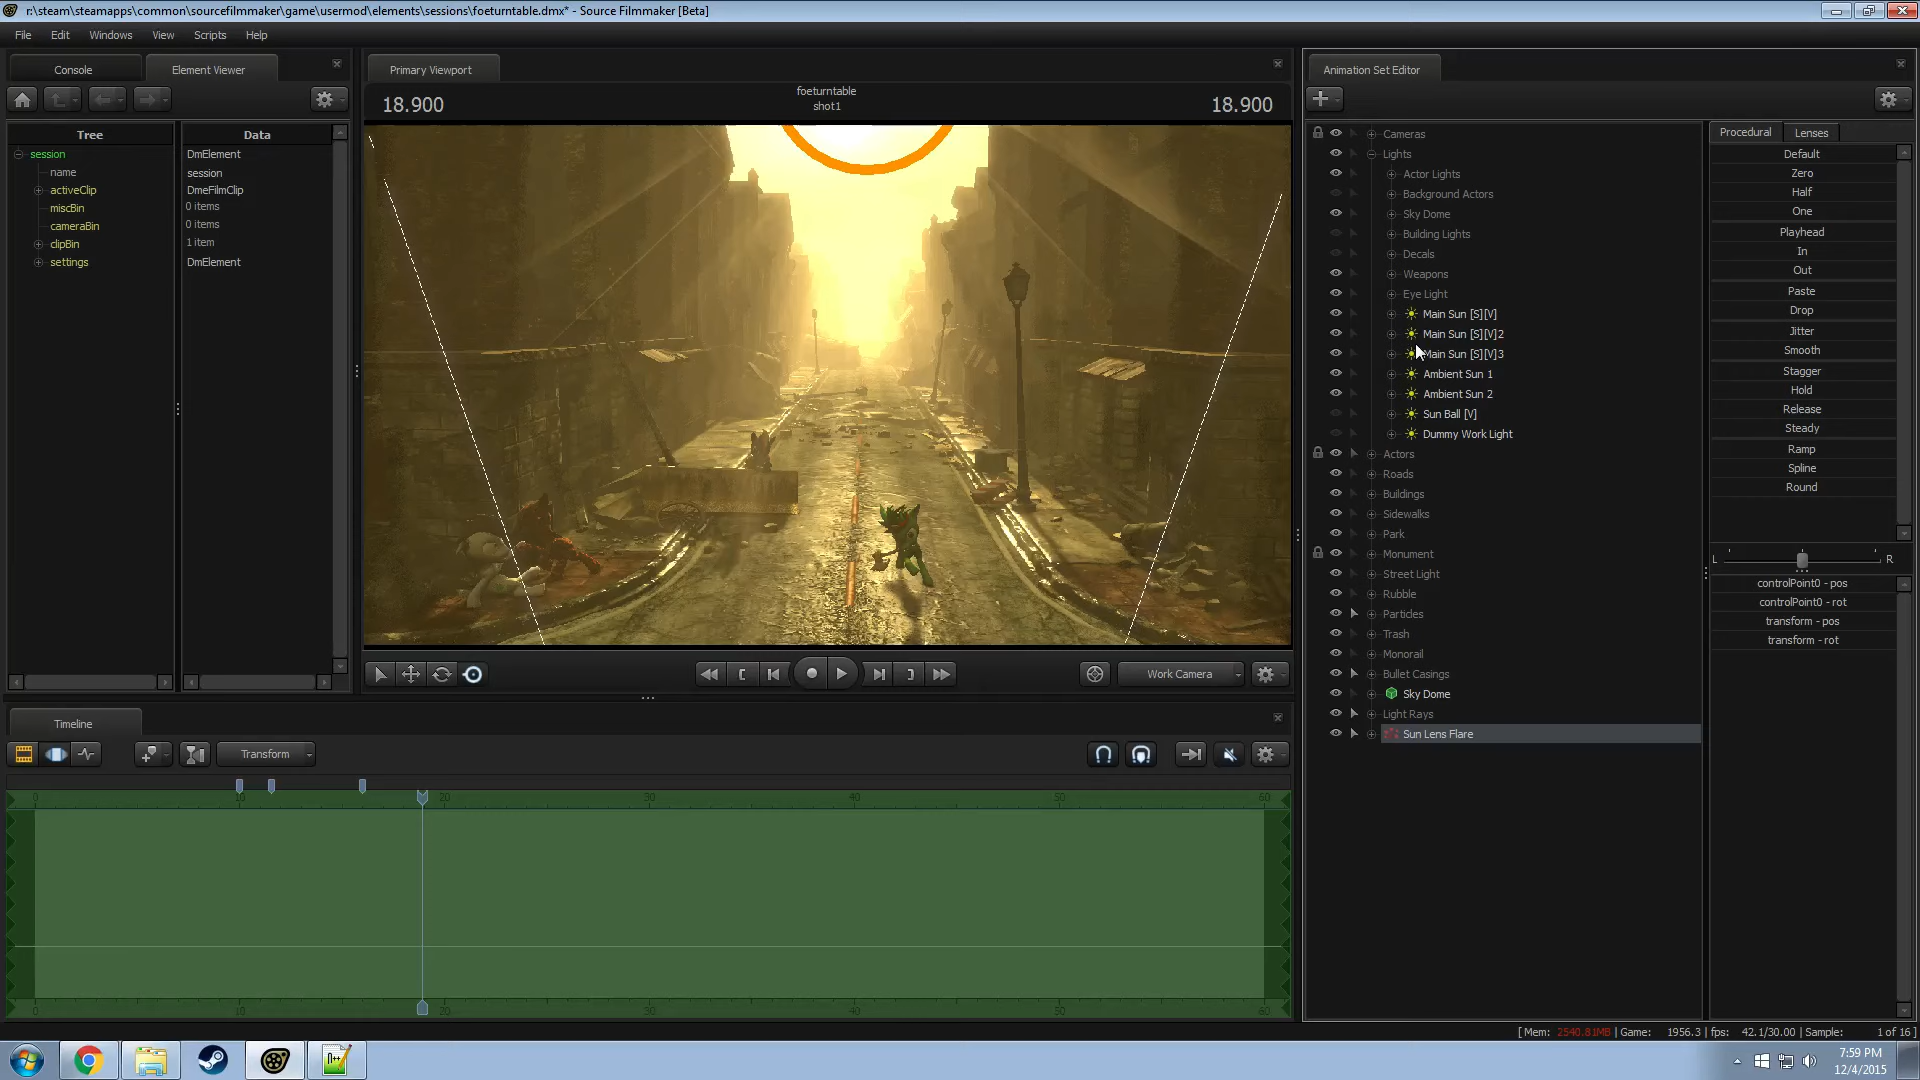 r:\steam\steamapps\common\sourcefilmmaker\game\usermod\elements\sessions\foeturntable.dmx* - Source Filmmaker [Beta]
File Edit Windows View Scripts Help
Console Element Viewer
Tree Data
session DmElement
name session
activeClip DmeFilmClip
miscBin 0 items
cameraBin 0 items
clipBin 1 item
settings DmElement
Primary Viewport
18.900 foeturntable 18.900
shot1
Work Camera
Timeline
Transform
0 10 20 30 40 50 60
0 20 30 40 50 60
Animation Set Editor
Cameras
Lights
Actor Lights
Background Actors
Sky Dome
Building Lights
Decals
Weapons
Eye Light
Main Sun [S][V]
Main Sun [S][V]2
Main Sun [S][V]3
Ambient Sun 1
Ambient Sun 2
Sun Ball [V]
Dummy Work Light
Actors
Roads
Buildings
Sidewalks
Park
Monument
Street Light
Rubble
Particles
Trash
Monorail
Bullet Casings
Sky Dome
Light Rays
Sun Lens Flare
Procedural Lenses
Default
Zero
Half
One
Playhead
In
Out
Paste
Drop
Jitter
Smooth
Stagger
Hold
Release
Steady
Ramp
Spline
Round
L R
controlPoint0 - pos
controlPoint0 - rot
transform - pos
transform - rot
[ Mem: 2540.81MB | Game: 1956.3 | fps: 42.1/30.00 | Sample: 1 of 16 ]
7:59 PM
12/4/2015